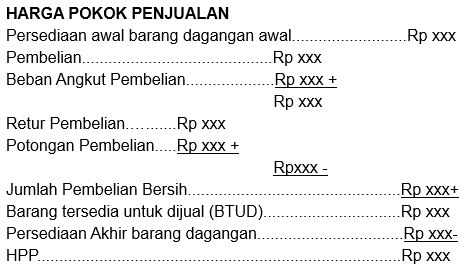 HARGA POKOK PENJUALAN
Persediaan awal barang dagangan awal..........................Rp xxx
Pembelian...........................................Rp xxx
Beban Angkut Pembelian....................Rp xxx +
Rp xxx
Retur Pembelian….......Rp xxx
Potongan Pembelian.....Rp xxx +
Rpxxx -
Jumlah Pembelian Bersih................................................Rp xxx+
Barang tersedia untuk dijual (BTUD)...............................Rp xxx
Persediaan Akhir barang dagangan.................................Rp xxx-
HPP..................................................................................Rp xxx